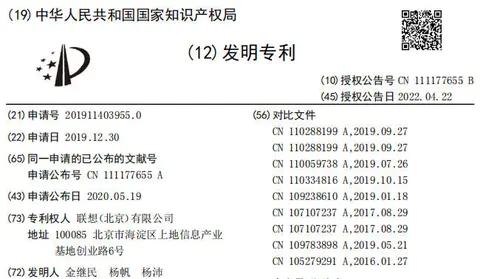 (19)中华人民共和国国家知识产权局
(12)发明专利
(10)授权公告号 CN 111177655 B
(45)授权公告日 2022.04.22
(21)申请号 201911403955.0
(22)申请日 2019.12.30
(65)同一申请的已公布的文献号
申请公布号 CN 111177655 A
(43)申请公布日 2020.05.19
(73)专利权人 联想(北京)有限公司
地址 100085 北京市海淀区上地信息产业
基地创业路6号
(72)发明人 金继民 杨帆 杨沛
(56)对比文件
CN 110288199 A,2019.09.27
CN 110288199 A,2019.09.27
CN 110059738 A,2019.07.26
CN 110334816 A,2019.10.15
CN 109238610 A,2019.01.18
CN 107107237 A,2017.08.29
CN 107107237 A,2017.08.29
CN 109783898 A,2019.05.21
CN 105279291 A,2016.01.27